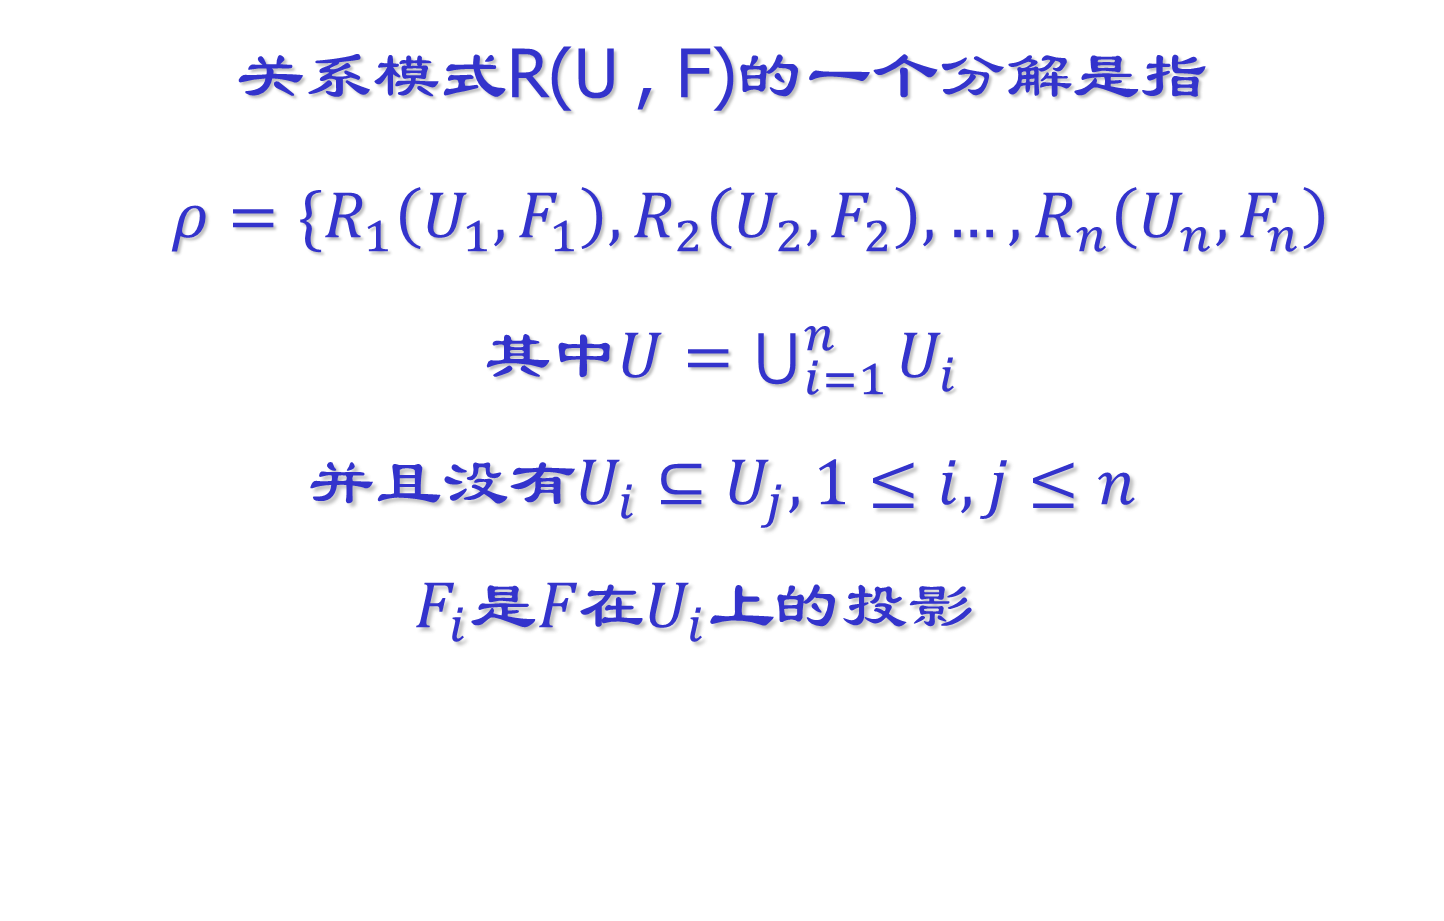 关系模式R(U , F)的一个分解是指
ρ = {R₁(U₁, F₁), R₂(U₂, F₂), … , Rₙ(Uₙ, Fₙ)
其中U = ⋃ⁿᵢ₌₁ Uᵢ
并且没有Uᵢ ⊆ Uⱼ, 1 ≤ i, j ≤ n
Fᵢ是F在Uᵢ上的投影